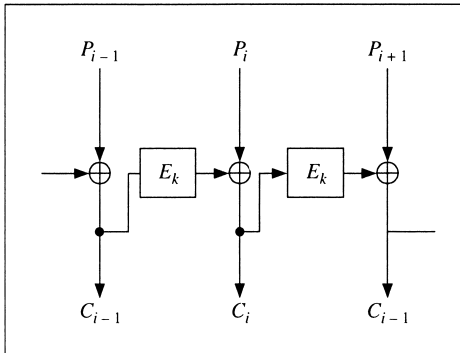 P_{i-1} P_i P_{i+1}
E_k E_k
C_{i-1} C_i C_{i-1}